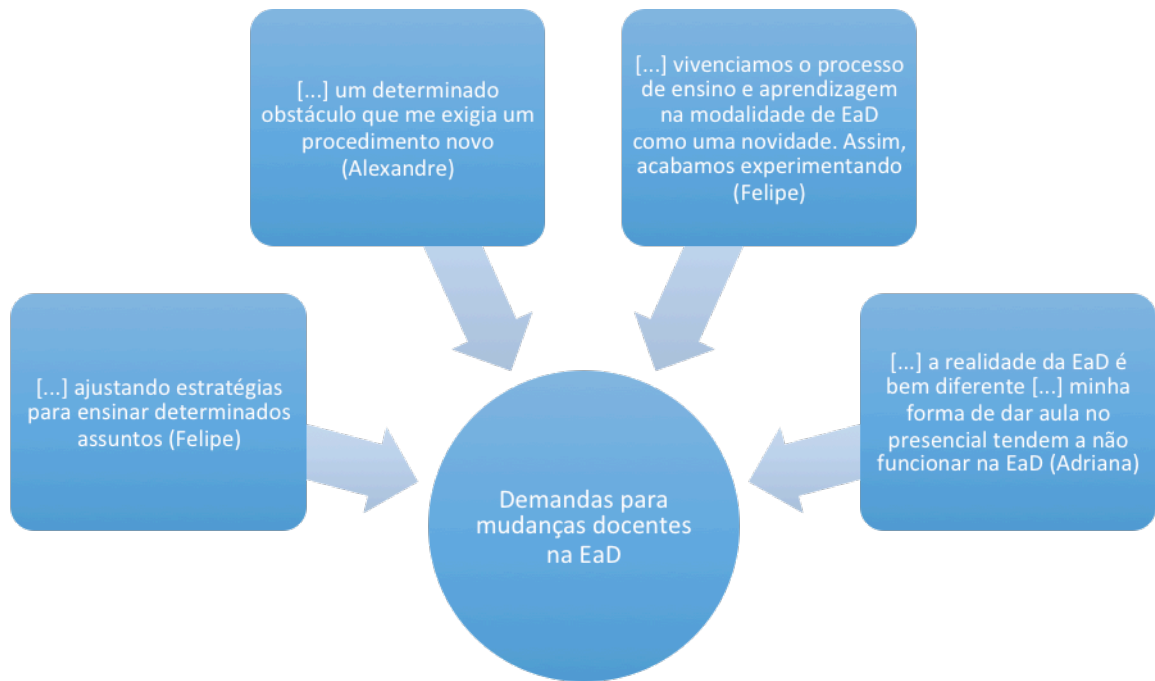 [...] um determinado
obstáculo que me exigia um
procedimento novo
(Alexandre)
[...] vivenciamos o processo
de ensino e aprendizagem
na modalidade de EaD
como uma novidade. Assim,
acabamos experimentando
(Felipe)
[...] ajustando estratégias
para ensinar determinados
assuntos (Felipe)
[...] a realidade da EaD é
bem diferente [...] minha
forma de dar aula no
presencial tendem a não
funcionar na EaD (Adriana)
Demandas para
mudanças docentes
na EaD